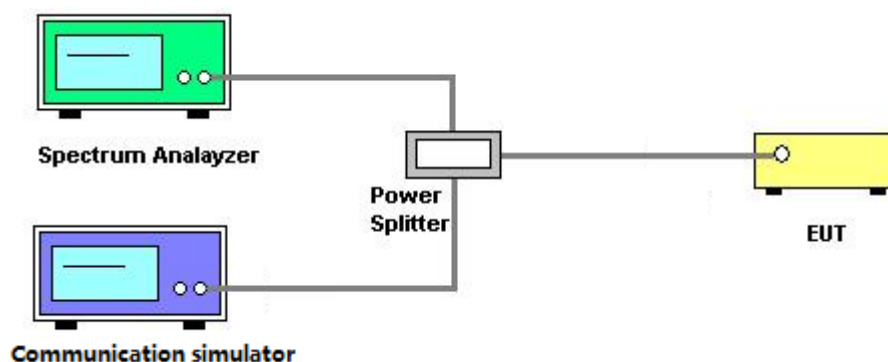 Spectrum Analayzer
Power
Splitter
EUT
Communication simulator